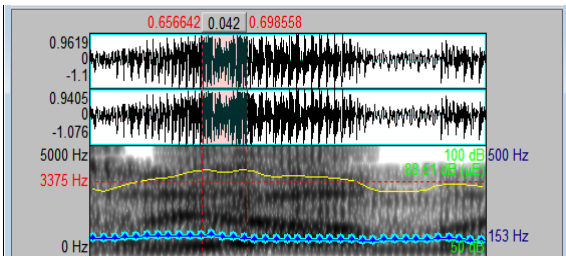 0.656642 0.042 0.698558
0.9619
0
-1.1
0.9405
0
-1.076
5000 Hz 100 dB 500 Hz
3375 Hz 88.51 dB (µE)
153 Hz
0 Hz 50 dB